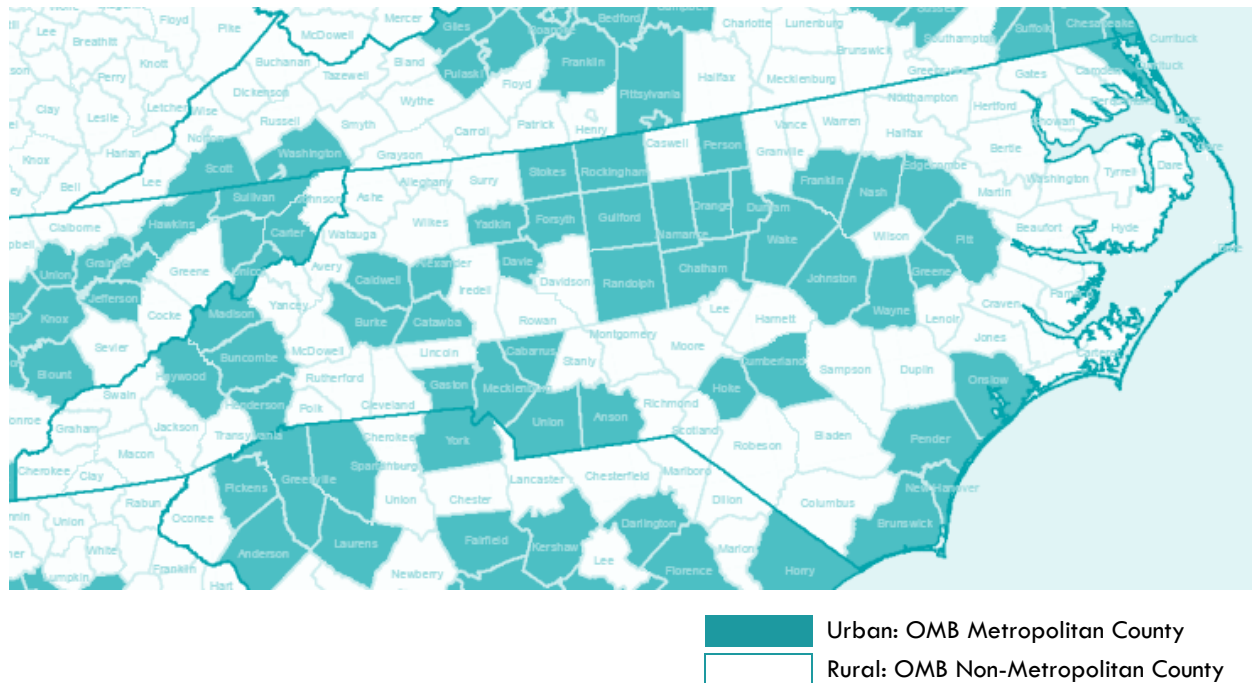 Floyd
Pike
Mercer
Giles
Bedford
Campbell
Charlotte
Lunenburg
Sussex
Suffolk
Chesapeake
Lee
Breathitt
McDowell
Roanoke
Currituck
Knott
Buchanan
Bland
Franklin
Brunswick
Southampton
Perry
Tazewell
Pulaski
Floyd
Halifax
Mecklenburg
Greensville
Gates
Camden
Currituck
Clay
Leslie
Letcher
Wise
Dickenson
Wythe
Pittsylvania
Northampton
Hertford
Russell
Smyth
Carroll
Patrick
Henry
Vance
Warren
Halifax
Chowan
Norton
Harlan
Washington
Grayson
Caswell
Person
Granville
Bertie
Dare
Knox
Bell
Lee
Scott
Alleghany
Surry
Stokes
Rockingham
Franklin
Nash
Edgecombe
Martin
Washington
Tyrrell
Dare
Claiborne
Hawkins
Sullivan
Johnson
Ashe
Wilkes
Yadkin
Forsyth
Guilford
Orange
Durham
Watauga
Alamance
Wake
Wilson
Pitt
Beaufort
Hyde
Union
Grainger
Greene
Carter
Unicoi
Avery
Caldwell
Alexander
Davie
Davidson
Randolph
Chatham
Johnston
Greene
Dare
Jefferson
Iredell
Knox
Cocke
Madison
Yancey
Burke
Catawba
Rowan
Lee
Harnett
Wayne
Lenoir
Craven
Pamlico
Sevier
Buncombe
McDowell
Lincoln
Cabarrus
Stanly
Montgomery
Moore
Jones
Carteret
Blount
Haywood
Rutherford
Gaston
Mecklenburg
Cumberland
Sampson
Duplin
Onslow
Swain
Henderson
Polk
Cleveland
Union
Anson
Richmond
Hoke
Monroe
Graham
Jackson
Transylvania
Cherokee
York
Scotland
Robeson
Bladen
Pender
Macon
Cherokee
Clay
Pickens
Greenville
Spartanburg
Union
Chester
Lancaster
Chesterfield
Marlboro
Dillon
Columbus
New Hanover
Rabun
Oconee
Union
White
Anderson
Laurens
Fairfield
Kershaw
Darlington
Lee
Marion
Brunswick
Lumpkin
Franklin
Hart
Newberry
Florence
Horry
Urban: OMB Metropolitan County
Rural: OMB Non-Metropolitan County